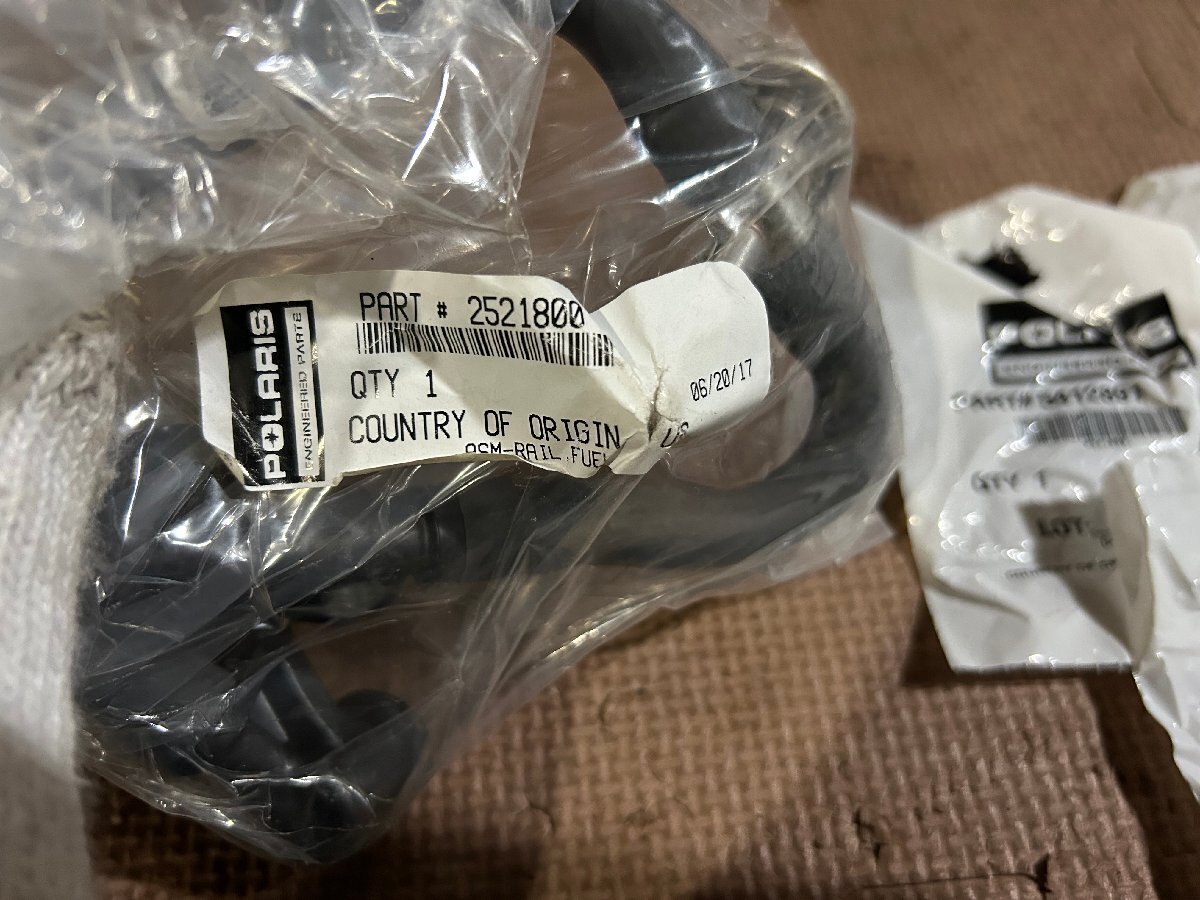 POLARIS
ENGINEERED PARTS
PART # 2521800
QTY 1
06/20/17
COUNTRY OF ORIGIN US
ASM-RAIL,FUEL
POLARIS
QTY 1
LOT: